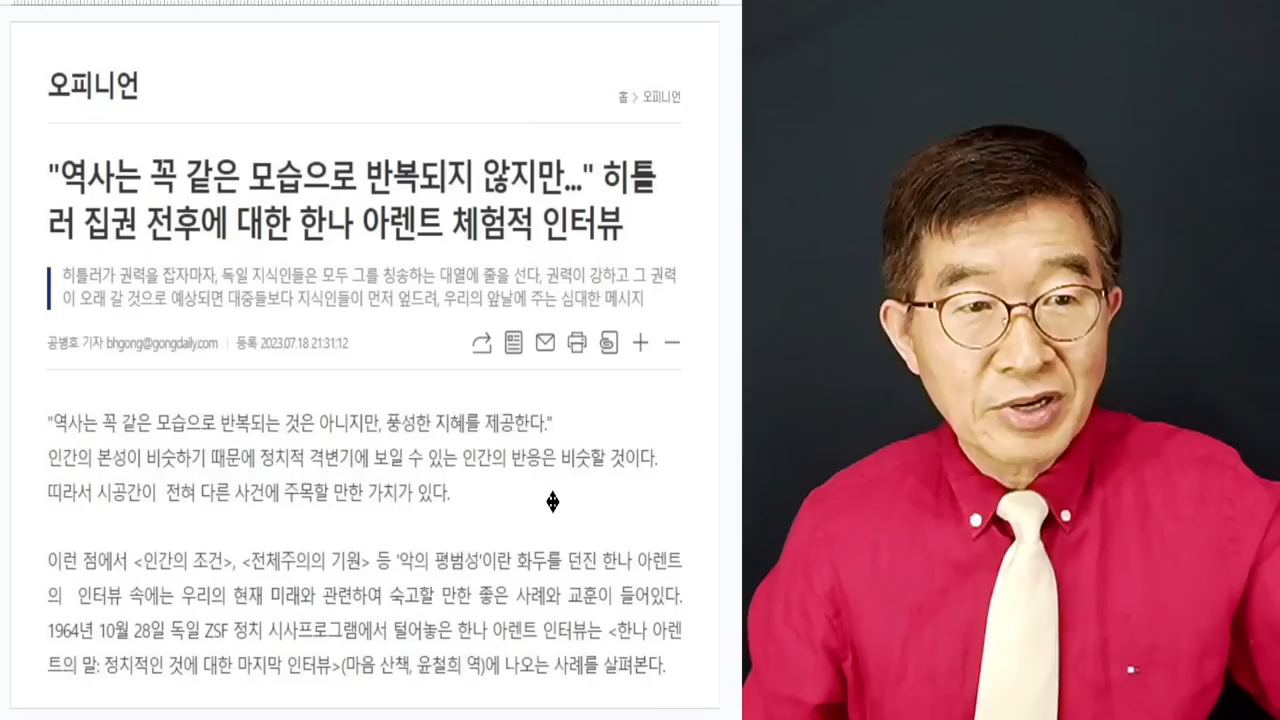 오피니언
홈 > 오피니언
"역사는 꼭 같은 모습으로 반복되지 않지만..." 히틀
러 집권 전후에 대한 한나 아렌트 체험적 인터뷰
히틀러가 권력을 잡자마자, 독일 지식인들은 모두 그를 칭송하는 대열에 줄을 선다, 권력이 강하고 그 권력
이 오래 갈 것으로 예상되면 대중들보다 지식인들이 먼저 엎드려, 우리의 앞날에 주는 심대한 메시지
공병호 기자 bhgong@gongdaily.com | 등록 2023.07.18 21:31:12
"역사는 꼭 같은 모습으로 반복되는 것은 아니지만, 풍성한 지혜를 제공한다."
인간의 본성이 비슷하기 때문에 정치적 격변기에 보일 수 있는 인간의 반응은 비슷할 것이다.
따라서 시공간이 전혀 다른 사건에 주목할 만한 가치가 있다.
이런 점에서 <인간의 조건>, <전체주의의 기원> 등 '악의 평범성'이란 화두를 던진 한나 아렌트
의 인터뷰 속에는 우리의 현재 미래와 관련하여 숙고할 만한 좋은 사례와 교훈이 들어있다.
1964년 10월 28일 독일 ZSF 정치 시사프로그램에서 털어놓은 한나 아렌트 인터뷰는 <한나 아렌
트의 말: 정치적인 것에 대한 마지막 인터뷰>(마음 산책, 윤철희 역)에 나오는 사례를 살펴본다.